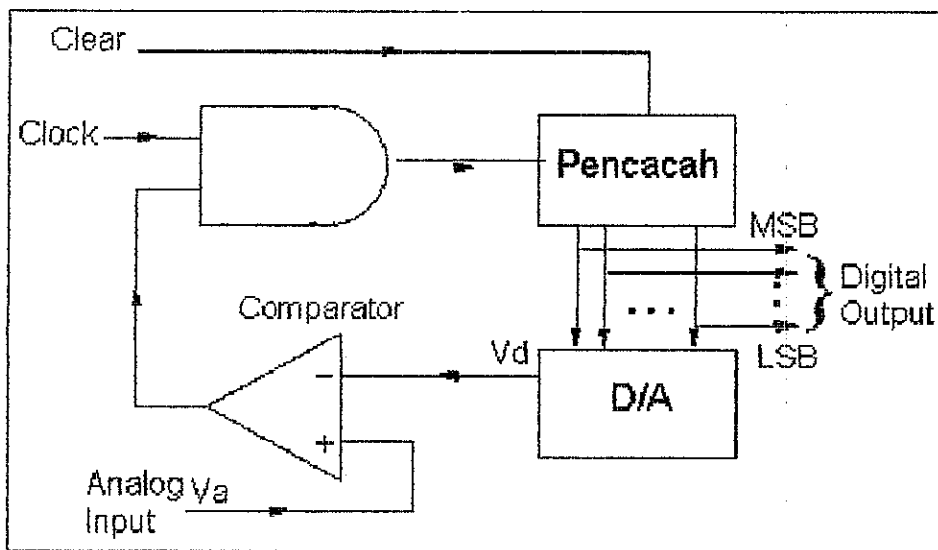 Clear
Clock
Pencacah
MSB
Digital
Output
LSB
Comparator
Vd
D/A
-
+
Analog
Input
Va